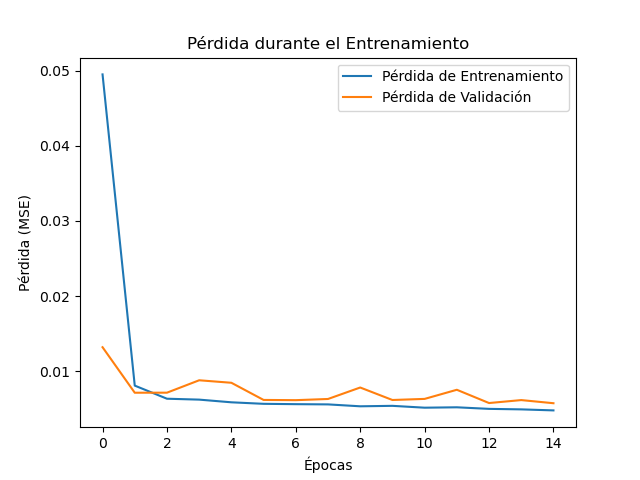 Pérdida durante el Entrenamiento
Pérdida de Entrenamiento
Pérdida de Validación
0.05
0.04
0.03
0.02
0.01
Pérdida (MSE)
0 2 4 6 8 10 12 14
Épocas